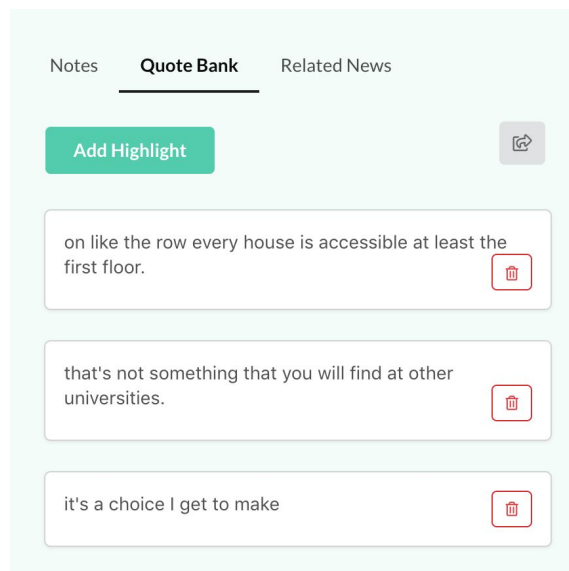 Notes Quote Bank Related News
Add Highlight
on like the row every house is accessible at least the
first floor.
that's not something that you will find at other
universities.
it's a choice I get to make